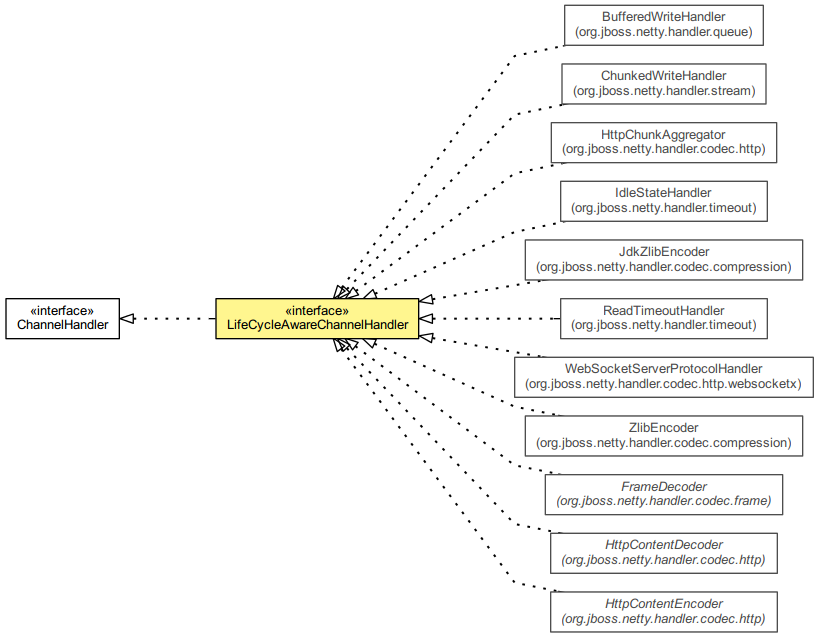 BufferedWriteHandler
(org.jboss.netty.handler.queue)
ChunkedWriteHandler
(org.jboss.netty.handler.stream)
HttpChunkAggregator
(org.jboss.netty.handler.codec.http)
IdleStateHandler
(org.jboss.netty.handler.timeout)
JdkZlibEncoder
(org.jboss.netty.handler.codec.compression)
«interface»
ChannelHandler
«interface»
LifeCycleAwareChannelHandler
ReadTimeoutHandler
(org.jboss.netty.handler.timeout)
WebSocketServerProtocolHandler
(org.jboss.netty.handler.codec.http.websocketx)
ZlibEncoder
(org.jboss.netty.handler.codec.compression)
FrameDecoder
(org.jboss.netty.handler.codec.frame)
HttpContentDecoder
(org.jboss.netty.handler.codec.http)
HttpContentEncoder
(org.jboss.netty.handler.codec.http)